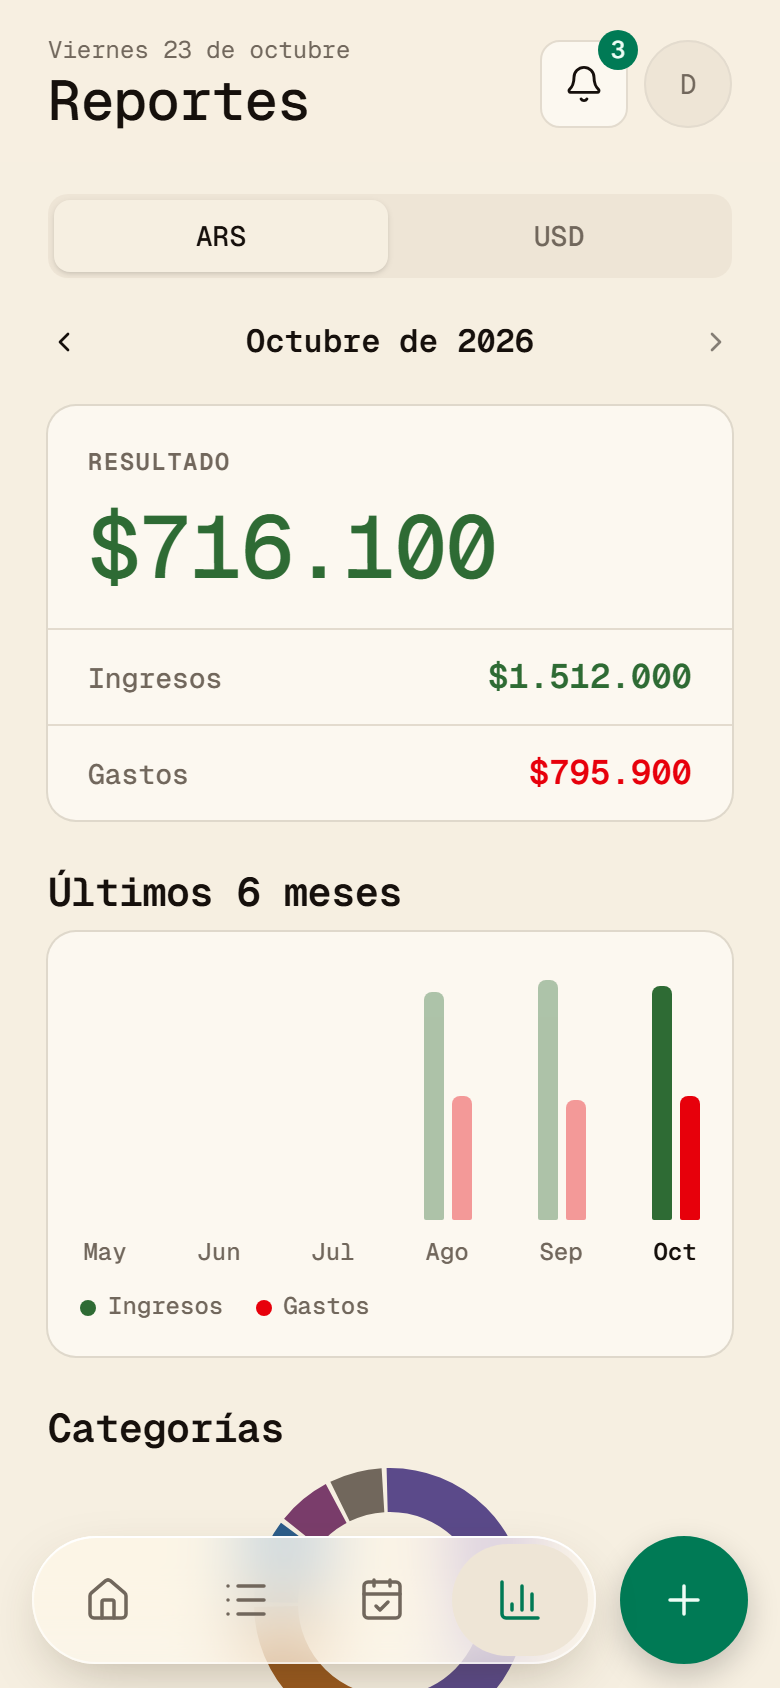 Viernes 23 de octubre
Reportes
3
D
ARS
USD
Octubre de 2026
RESULTADO
$716.100
Ingresos
$1.512.000
Gastos
$795.900
Últimos 6 meses
May
Jun
Jul
Ago
Sep
Oct
Ingresos
Gastos
Categorías